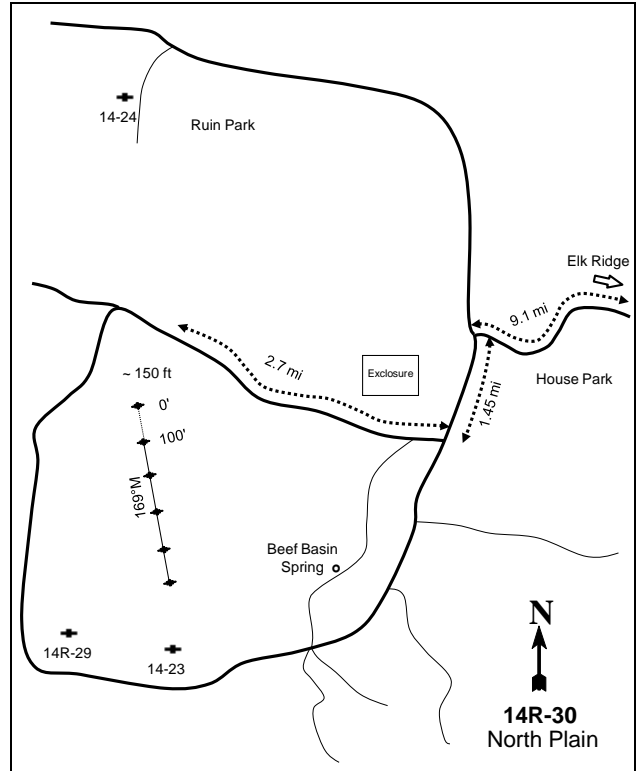 14-24
Ruin Park
Elk Ridge
9.1 mi
2.7 mi
Exclosure
1.45 mi
House Park
~ 150 ft
0'
100'
169°M
Beef Basin
Spring
14R-29
14-23
N
14R-30
North Plain